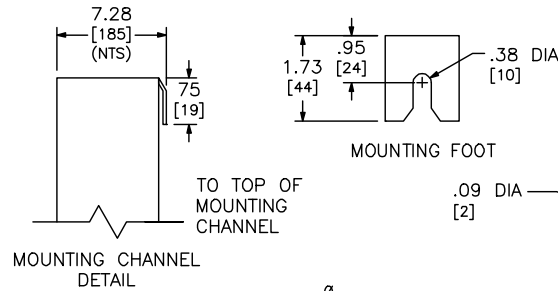 7.28
[185]
(NTS)
75
[19]
TO TOP OF
MOUNTING
CHANNEL
MOUNTING CHANNEL
DETAIL
.95
[24]
1.73
[44]
.38 DIA
[10]
MOUNTING FOOT
.09 DIA
[2]
ø